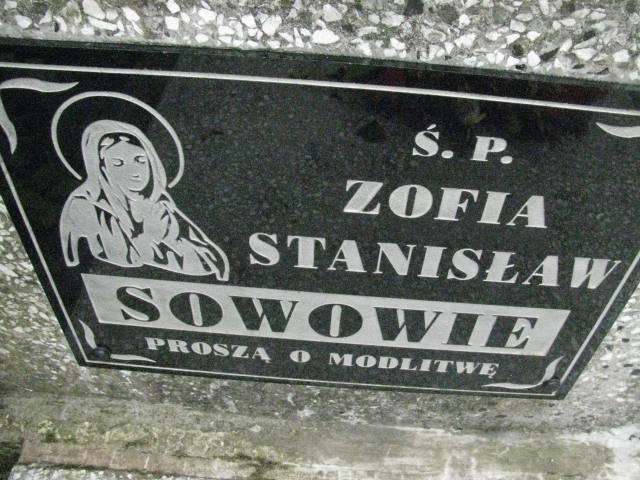 Ś. P.
ZOFIA
STANISŁAW
SOWOWIE
PROSZĄ O MODLITWĘ